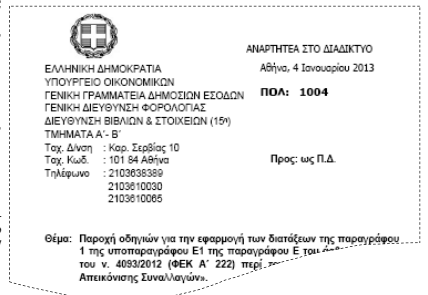 ΑΝΑΡΤΗΤΕΑ ΣΤΟ ΔΙΑΔΙΚΤΥΟ
ΕΛΛΗΝΙΚΗ ΔΗΜΟΚΡΑΤΙΑ
Αθήνα, 4 Ιανουαρίου 2013
ΥΠΟΥΡΓΕΙΟ ΟΙΚΟΝΟΜΙΚΩΝ
ΓΕΝΙΚΗ ΓΡΑΜΜΑΤΕΙΑ ΔΗΜΟΣΙΩΝ ΕΣΟΔΩΝ
ΠΟΛ: 1004
ΓΕΝΙΚΗ ΔΙΕΥΘΥΝΣΗ ΦΟΡΟΛΟΓΙΑΣ
ΔΙΕΥΘΥΝΣΗ ΒΙΒΛΙΩΝ & ΣΤΟΙΧΕΙΩΝ (15η)
ΤΜΗΜΑΤΑ Α΄- Β΄
Ταχ. Δ/νση : Καρ. Σερβίας 10
Ταχ. Κωδ. : 101 84 Αθήνα
Προς: ως Π.Δ.
Τηλέφωνο : 2103638389
2103610030
2103610065
Θέμα: Παροχή οδηγιών για την εφαρμογή των διατάξεων της παραγράφου
1 της υποπαραγράφου Ε1 της παραγράφου Ε του
του ν. 4093/2012 (ΦΕΚ Α΄ 222) περί
Απεικόνισης Συναλλαγών».